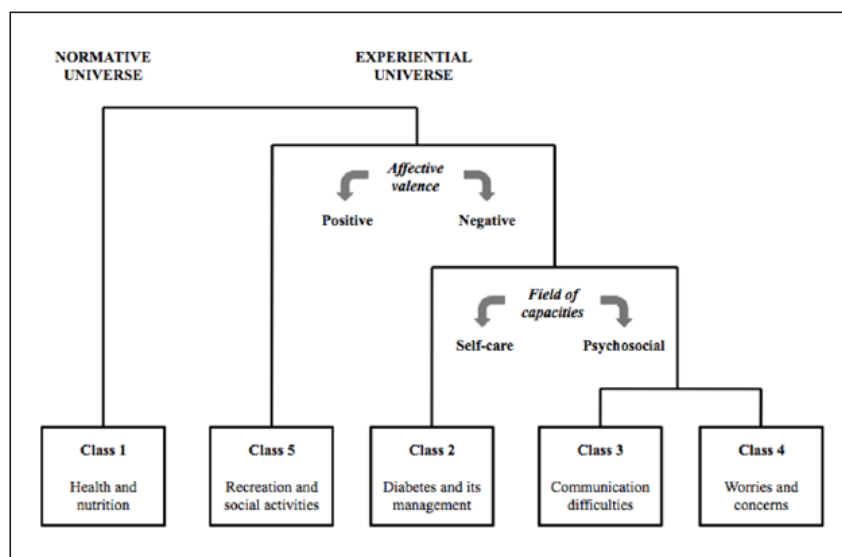 NORMATIVE
UNIVERSE
EXPERIENTIAL
UNIVERSE
Affective
valence
Positive
Negative
Field of
capacities
Self-care
Psychosocial
Class 1
Health and
nutrition
Class 5
Recreation and
social activities
Class 2
Diabetes and its
management
Class 3
Communication
difficulties
Class 4
Worries and
concerns